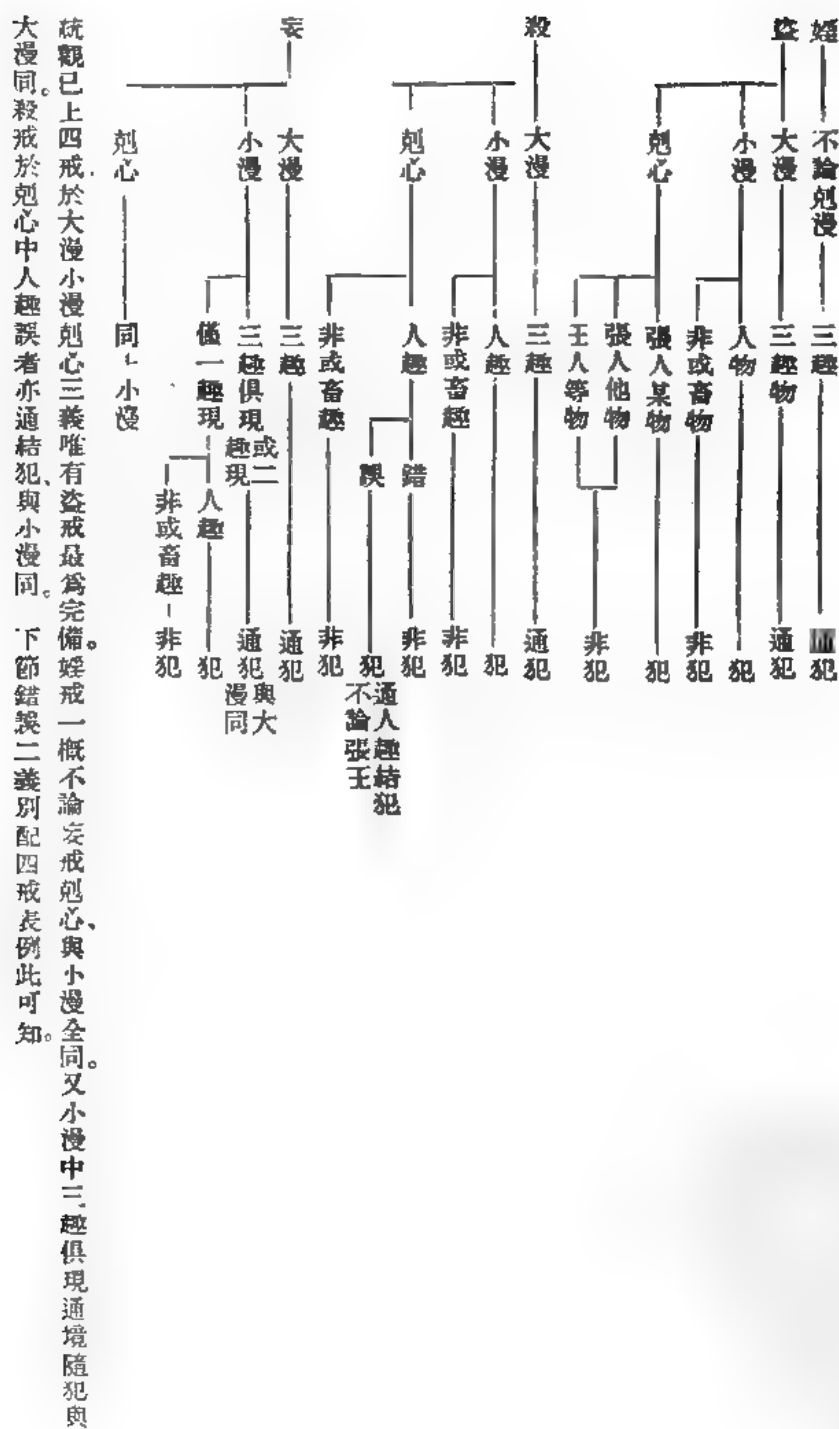 婬 不論剋漫 三趣 通犯
盜 大漫 三趣物 通犯
小漫 人物 犯
非或畜物 非犯
剋心 張人某物 犯
張人他物
王人等物 非犯
殺 大漫 三趣 通犯
小漫 人趣 犯
非或畜趣 非犯
剋心 人趣 錯 非犯
誤 犯 通人趣結犯不論張王
非或畜趣 非犯
妄 大漫 三趣 通犯
小漫 三趣俱現或二趣現 通犯 與大漫同
僅一趣現 人趣 犯
非或畜趣 非犯
剋心 同上小漫
統觀已上四戒於大漫小漫剋心三義唯有盜戒最爲完備。婬戒一概不論妄戒剋心、與小漫全同。又小漫中三趣俱現通境隨犯與
大漫同。殺戒於剋心中人趣誤者亦通結犯、與小漫同。 下節錯誤二義別配四戒表例此可知。